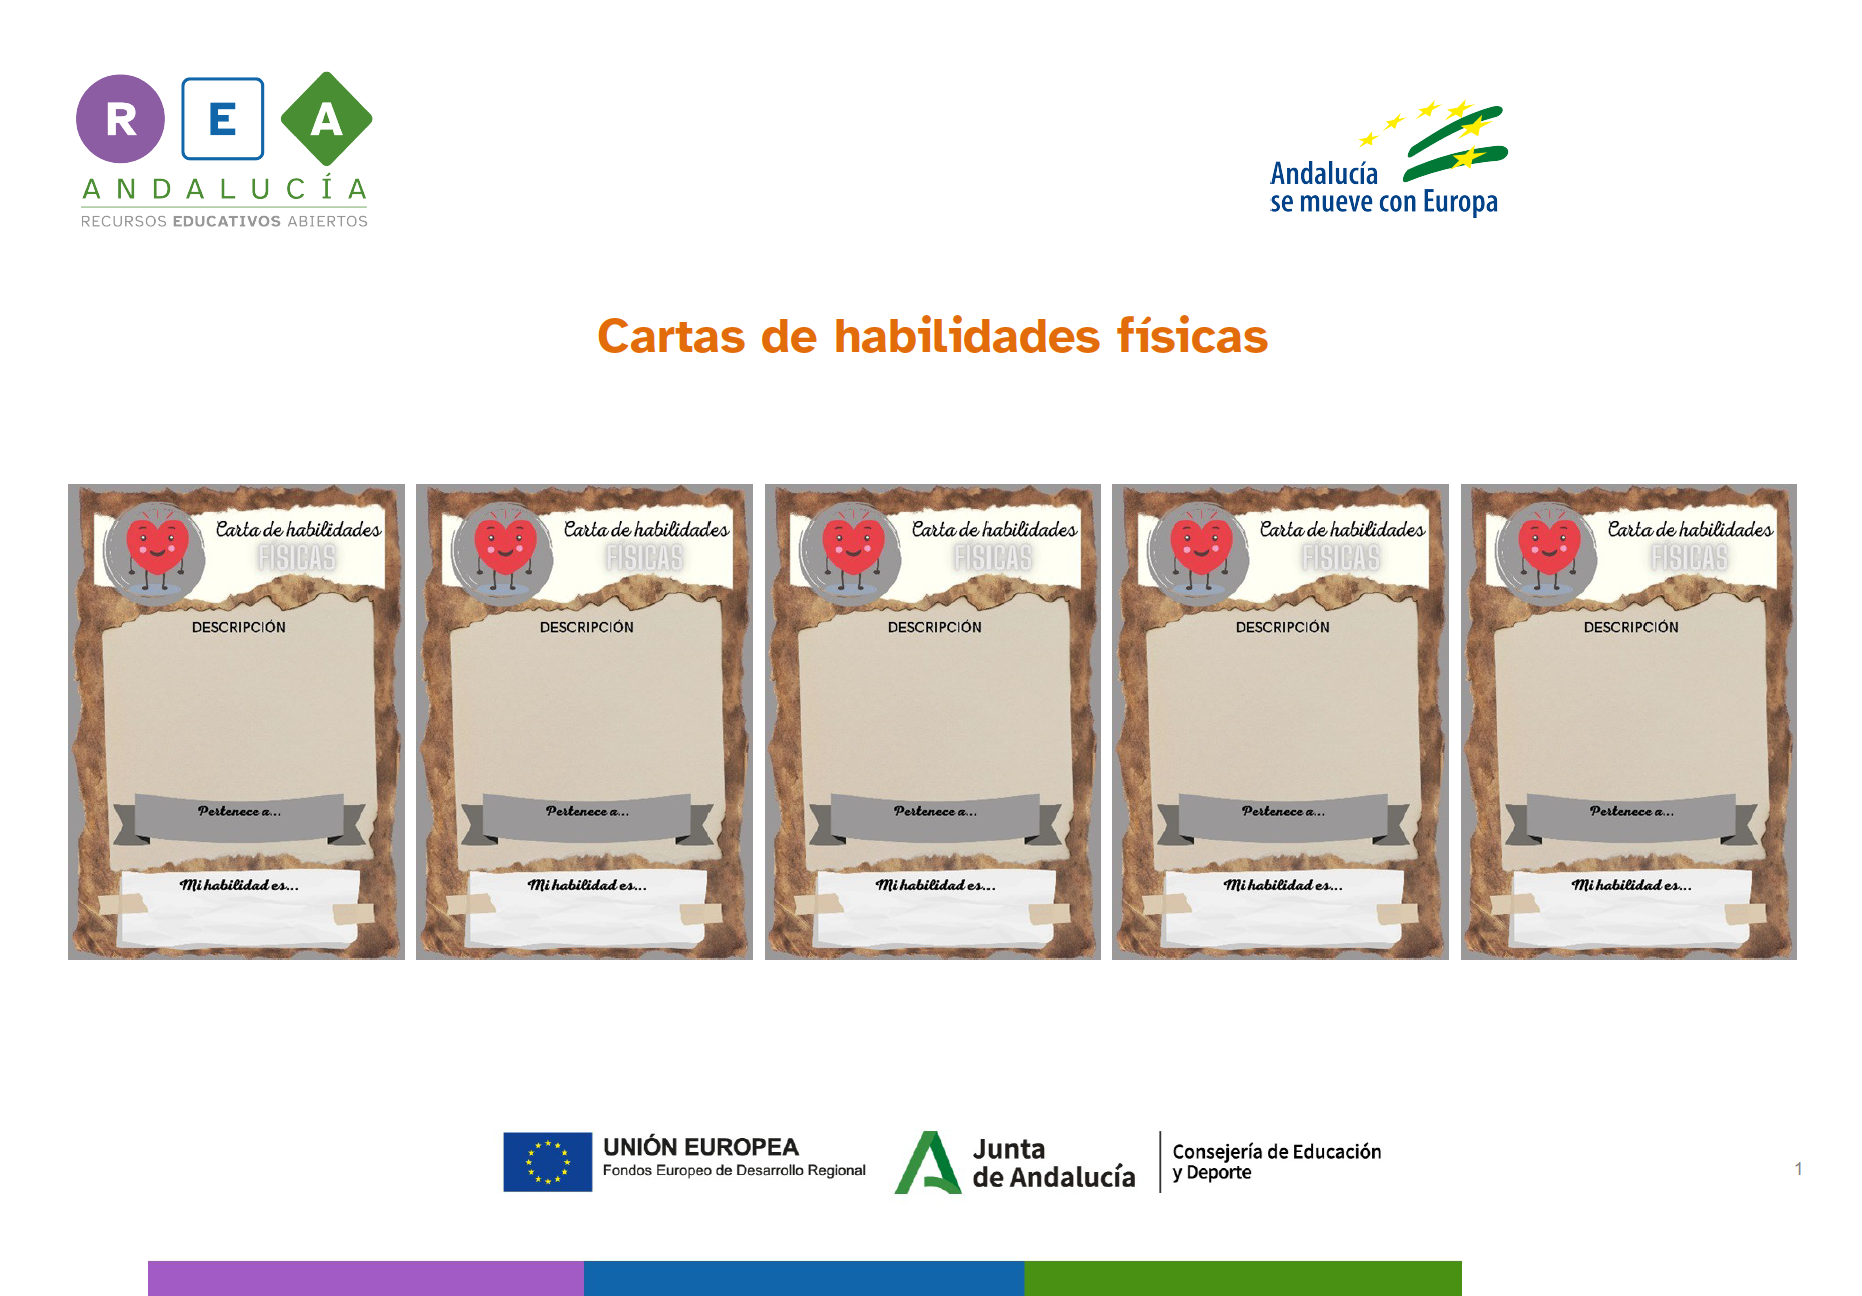 R E A
ANDALUCÍA
RECURSOS EDUCATIVOS ABIERTOS
Andalucía
se mueve con Europa
Cartas de habilidades físicas
Carta de habilidades
FÍSICAS
DESCRIPCIÓN
Pertenece a...
Mi habilidad es...
Carta de habilidades
FÍSICAS
DESCRIPCIÓN
Pertenece a...
Mi habilidad es...
Carta de habilidades
FÍSICAS
DESCRIPCIÓN
Pertenece a...
Mi habilidad es...
Carta de habilidades
FÍSICAS
DESCRIPCIÓN
Pertenece a...
Mi habilidad es...
Carta de habilidades
FÍSICAS
DESCRIPCIÓN
Pertenece a...
Mi habilidad es...
UNIÓN EUROPEA
Fondos Europeo de Desarrollo Regional
Junta
de Andalucía
Consejería de Educación
y Deporte
1